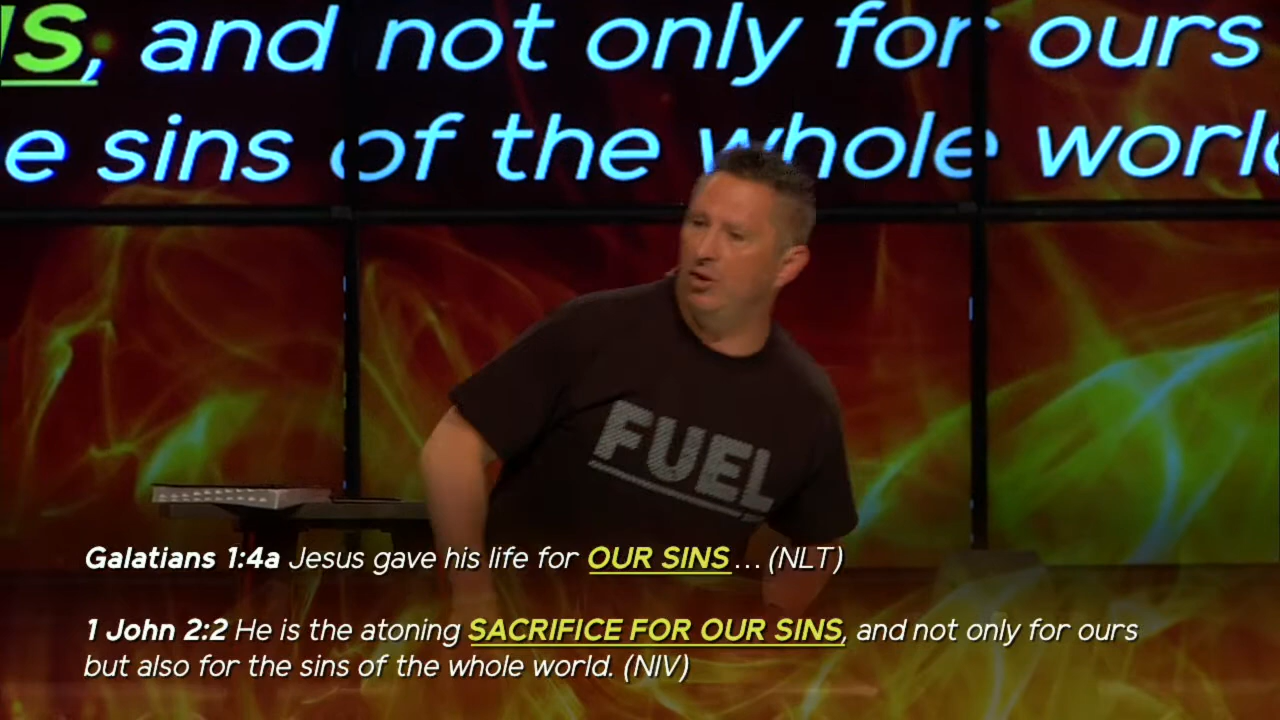 IS, and not only for ours
e sins of the whole world
FUEL
Galatians 1:4a Jesus gave his life for OUR SINS... (NLT)
1 John 2:2 He is the atoning SACRIFICE FOR OUR SINS, and not only for ours
but also for the sins of the whole world. (NIV)